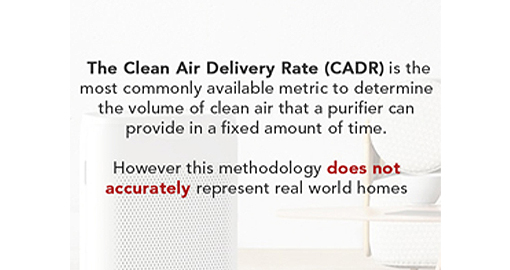 The Clean Air Delivery Rate (CADR) is the
most commonly available metric to determine
the volume of clean air that a purifier can
provide in a fixed amount of time.
However this methodology does not
accurately represent real world homes